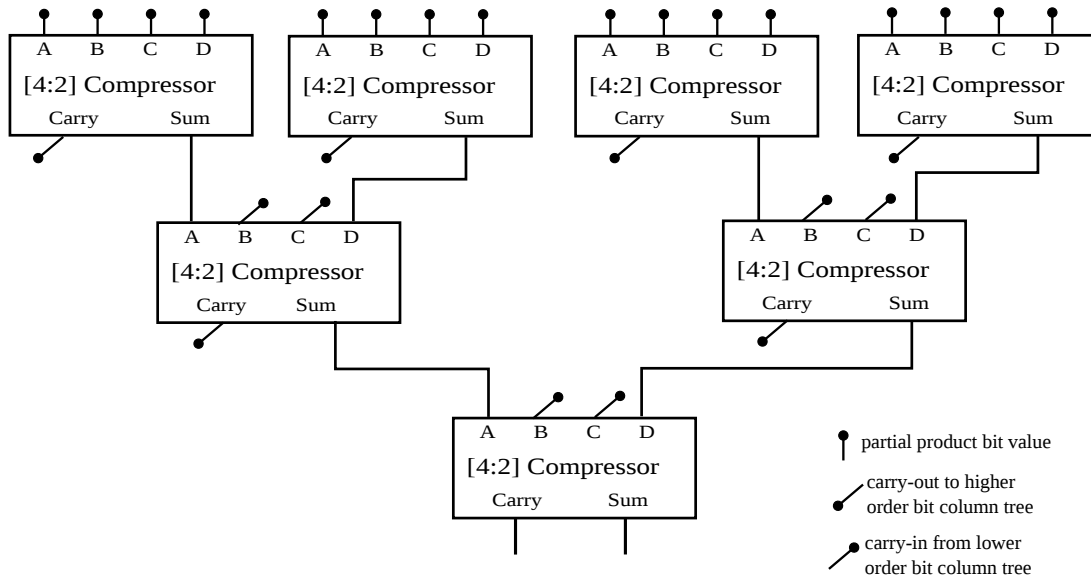 A B C D
[4:2] Compressor
Carry Sum
A B C D
[4:2] Compressor
Carry Sum
A B C D
[4:2] Compressor
Carry Sum
A B C D
[4:2] Compressor
Carry Sum
A B C D
[4:2] Compressor
Carry Sum
A B C D
[4:2] Compressor
Carry Sum
A B C D
[4:2] Compressor
Carry Sum
partial product bit value
carry-out to higher
order bit column tree
carry-in from lower
order bit column tree